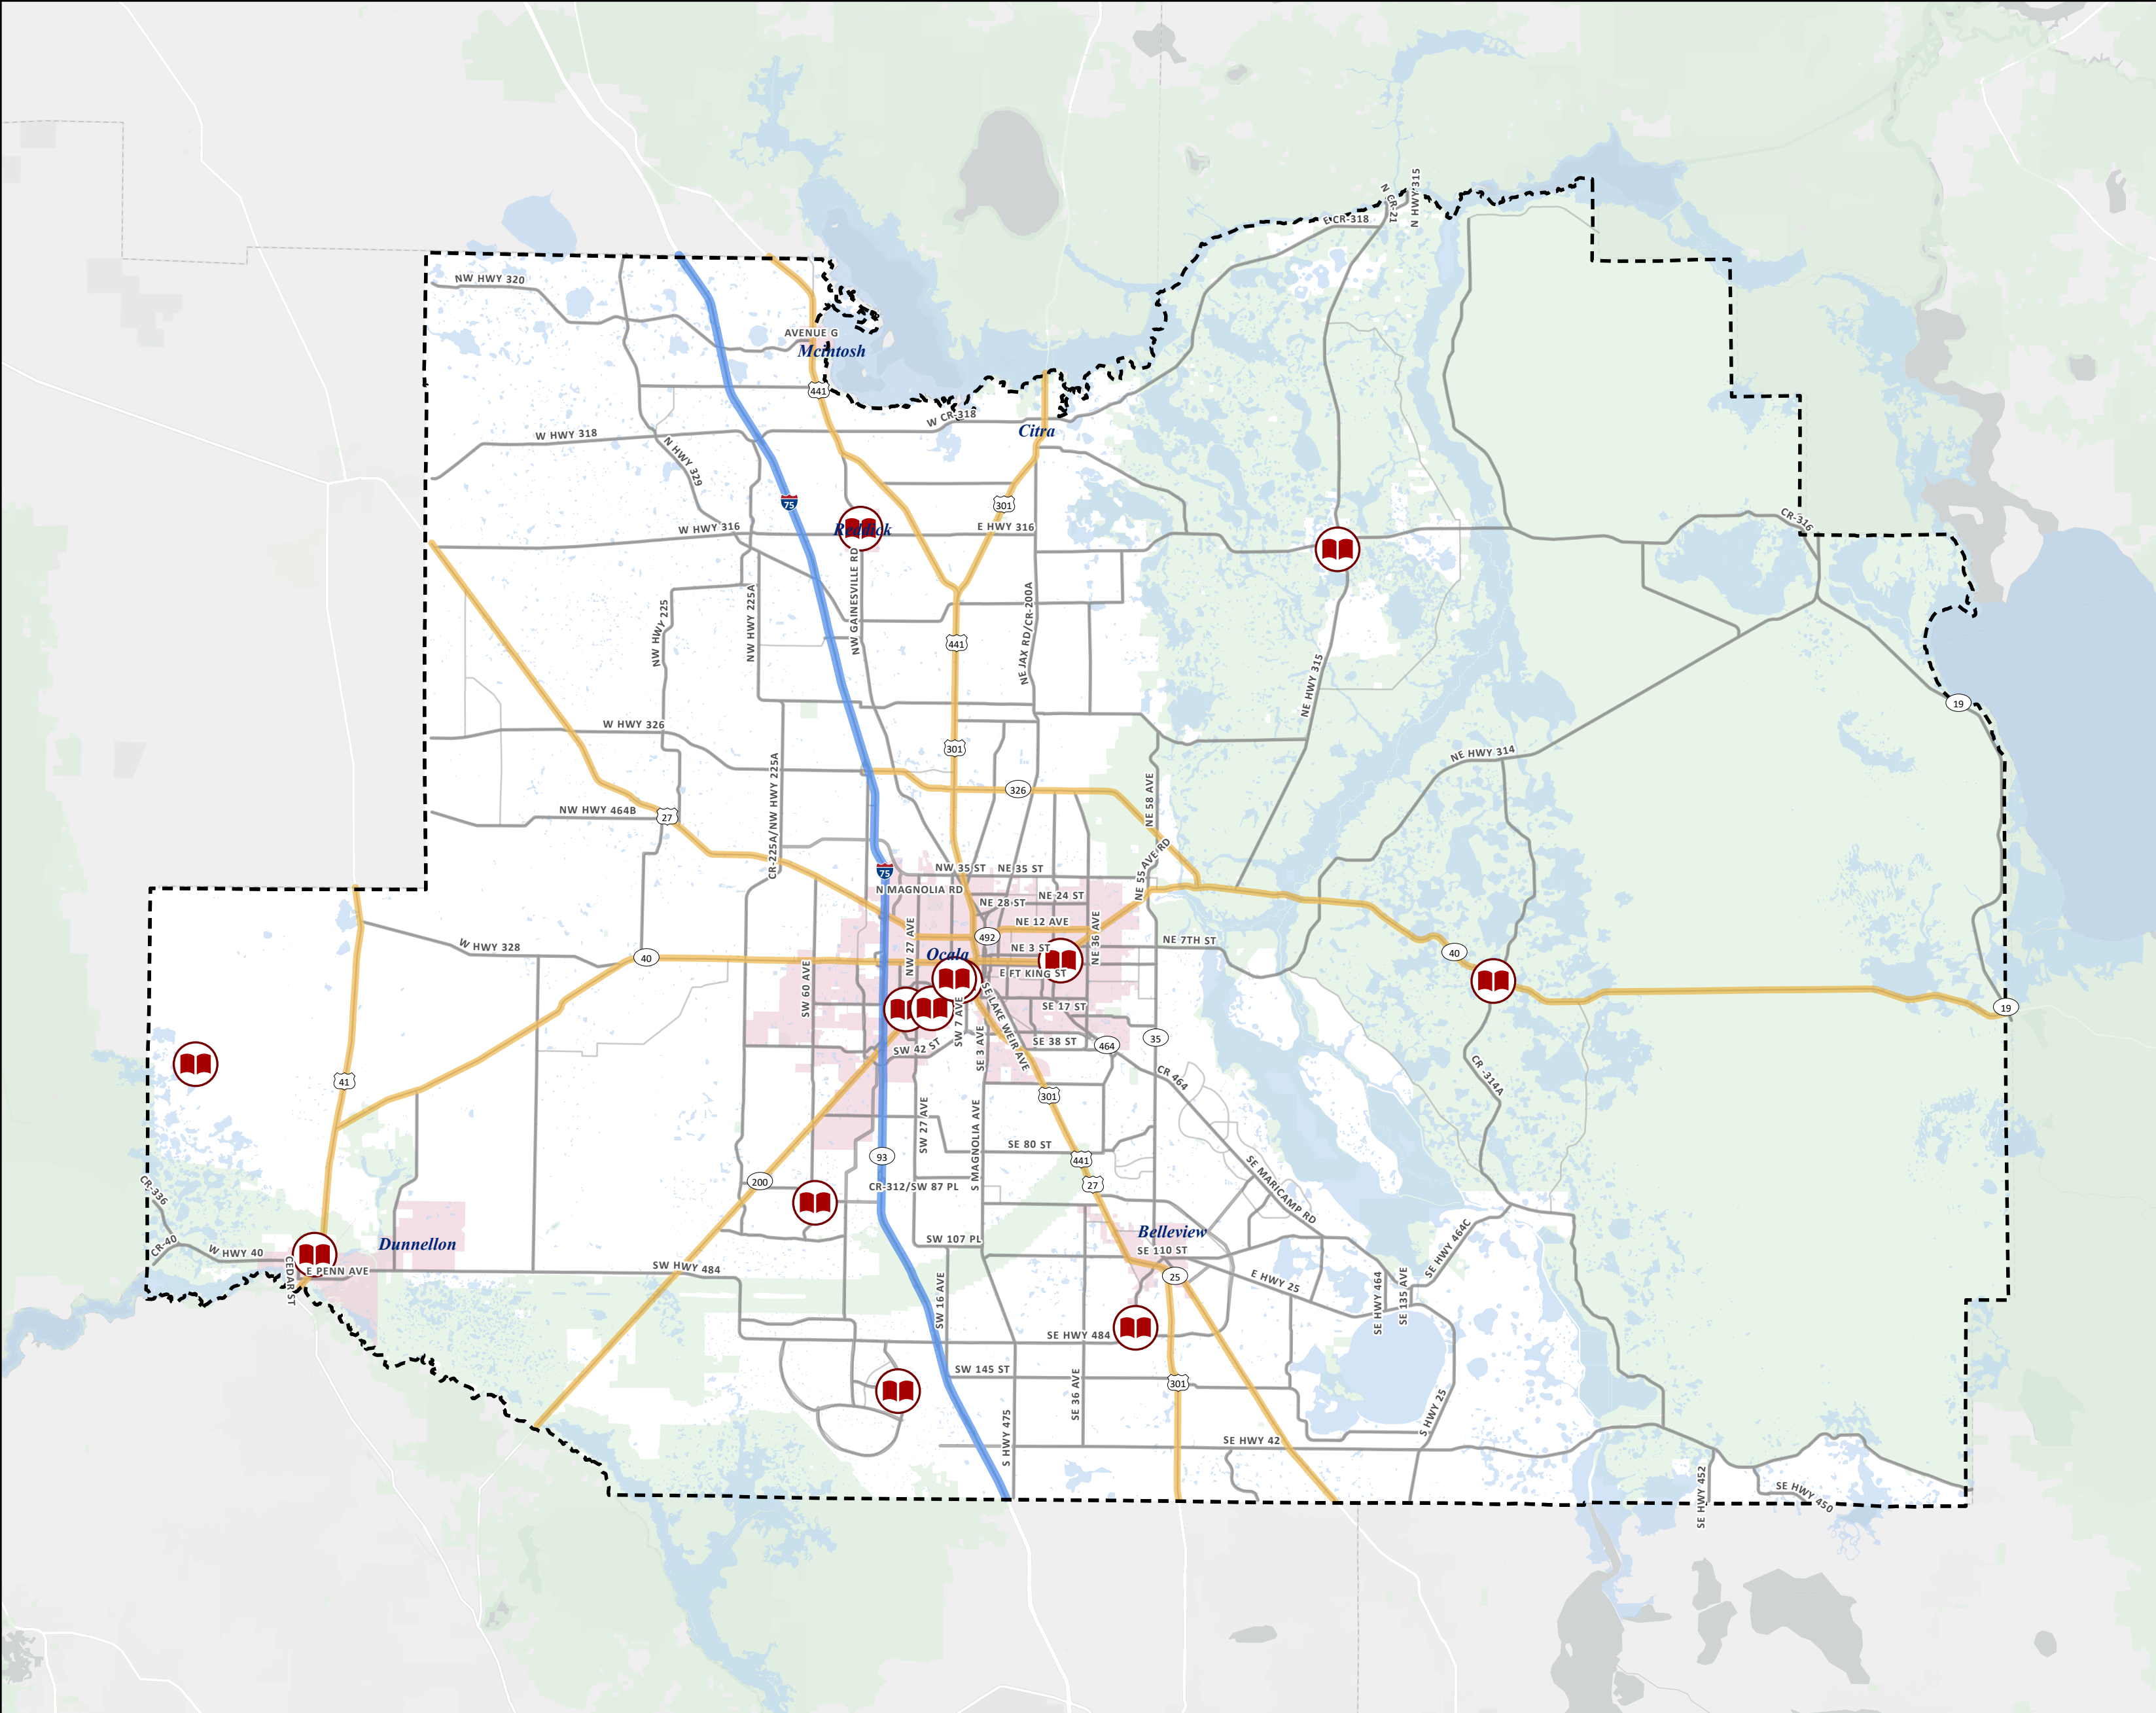 N HWY 315
N CR-21
E CR-318
NW HWY 320
AVENUE G
Mcintosh
441
W CR-318
Citra
W HWY 318
N HWY 329
75
301
Reddick
W HWY 316
E HWY 316
CR-316
NW GAINESVILLE RD
NW HWY 225A
NE JAX RD/CR-200A
NW HWY 225
441
NE HWY 315
19
W HWY 326
301
NE HWY 314
326
NE 58 AVE
CR-225A/NW HWY 225A
NW HWY 464B
27
NE 55 AVE RD
75
NW 35 ST
NE 35 ST
N MAGNOLIA RD
NE 24 ST
NE 28 ST
NE 12 AVE
NE 36 AVE
NW 27 AVE
492
NE 7TH ST
W HWY 328
40
Ocala
NE 3 ST
40
E FT KING ST
SW 60 AVE
SE 17 ST
SE LAKE WEIR AVE
SW 7 AVE
19
SE 38 ST
464
35
SW 42 ST
SE 3 AVE
CR 464
CR -314A
41
301
SW 27 AVE
S MAGNOLIA AVE
SE 80 ST
93
441
SE MARICAMP RD
200
CR-312/SW 87 PL
27
CR-336
Belleview
SE HWY 464C
Dunnellon
SW 107 PL
SE 110 ST
CR-40
W HWY 40
CEDAR ST
E PENN AVE
SW HWY 484
25
E HWY 25
SE HWY 464
SE 135 AVE
SW 16 AVE
SE HWY 484
SW 145 ST
301
SE 36 AVE
S HWY 25
S HWY 475
SE HWY 42
SE HWY 452
SE HWY 450